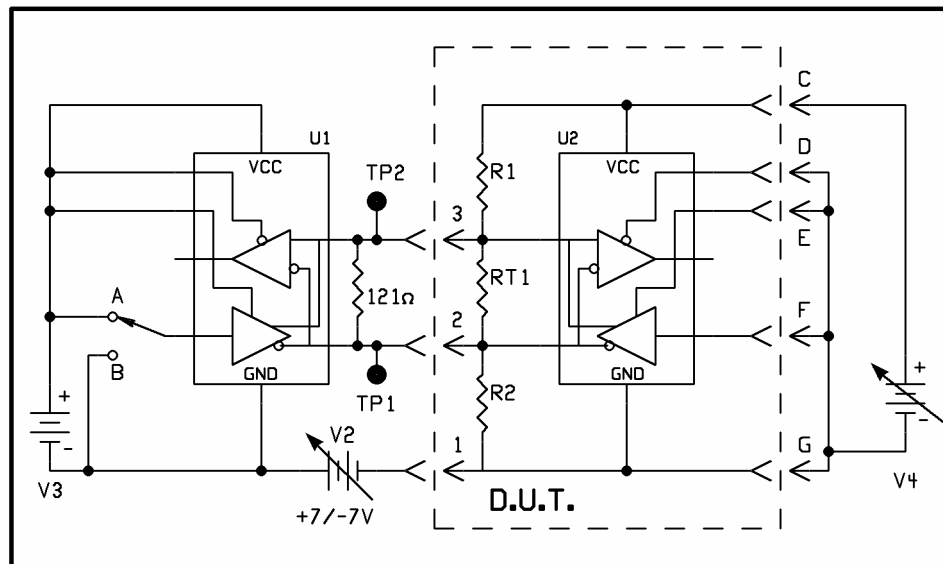 C
U1
U2
D
VCC
VCC
TP2
R1
3
E
A
121Ω
RT1
2
F
B
GND
TP1
GND
+
R2
+
-
V2
1
G
-
V3
V4
+7/-7V
D.U.T.